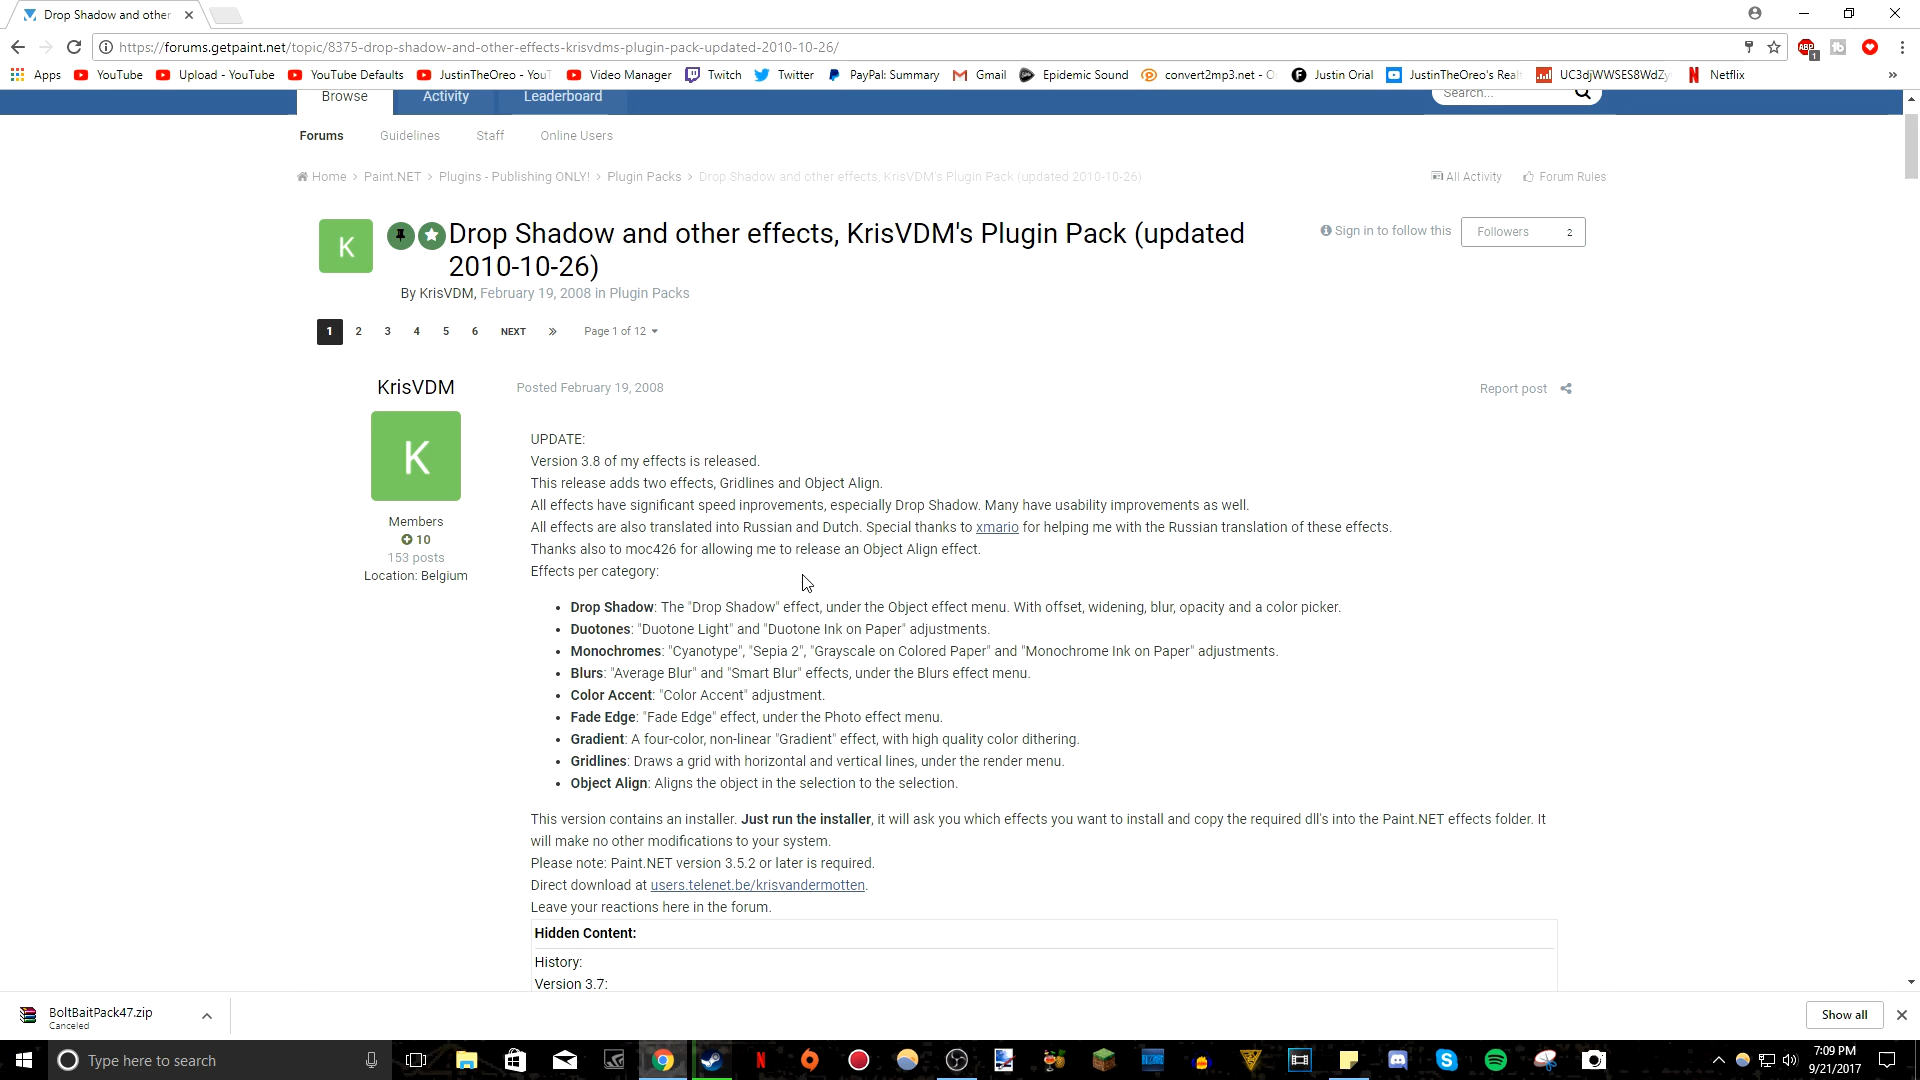 Drop Shadow and other
https://forums.getpaint.net/topic/8375-drop-shadow-and-other-effects-krisvdms-plugin-pack-updated-2010-10-26/
ABP
1
tb
Apps
YouTube
Upload - YouTube
YouTube Defaults
JustinTheOreo - YouT
Video Manager
Twitch
Twitter
PayPal: Summary
Gmail
Epidemic Sound
convert2mp3.net - O
Justin Orial
JustinTheOreo's Real
UC3djWWSES8WdZy
Netflix
»
Browse
Activity
Leaderboard
Search...
Forums
Guidelines
Staff
Online Users
Home > Paint.NET > Plugins - Publishing ONLY! > Plugin Packs > Drop Shadow and other effects, KrisVDM's Plugin Pack (updated 2010-10-26)
All Activity
Forum Rules
K
Drop Shadow and other effects, KrisVDM's Plugin Pack (updated
2010-10-26)
Sign in to follow this
Followers 2
By KrisVDM, February 19, 2008 in Plugin Packs
1 2 3 4 5 6 NEXT » Page 1 of 12
KrisVDM
Posted February 19, 2008
Report post
K
Members
10
153 posts
Location: Belgium
UPDATE:
Version 3.8 of my effects is released.
This release adds two effects, Gridlines and Object Align.
All effects have significant speed inprovements, especially Drop Shadow. Many have usability improvements as well.
All effects are also translated into Russian and Dutch. Special thanks to xmario for helping me with the Russian translation of these effects.
Thanks also to moc426 for allowing me to release an Object Align effect.
Effects per category:
• Drop Shadow: The "Drop Shadow" effect, under the Object effect menu. With offset, widening, blur, opacity and a color picker.
• Duotones: "Duotone Light" and "Duotone Ink on Paper" adjustments.
• Monochromes: "Cyanotype", "Sepia 2", "Grayscale on Colored Paper" and "Monochrome Ink on Paper" adjustments.
• Blurs: "Average Blur" and "Smart Blur" effects, under the Blurs effect menu.
• Color Accent: "Color Accent" adjustment.
• Fade Edge: "Fade Edge" effect, under the Photo effect menu.
• Gradient: A four-color, non-linear "Gradient" effect, with high quality color dithering.
• Gridlines: Draws a grid with horizontal and vertical lines, under the render menu.
• Object Align: Aligns the object in the selection to the selection.
This version contains an installer. Just run the installer, it will ask you which effects you want to install and copy the required dll's into the Paint.NET effects folder. It
will make no other modifications to your system.
Please note: Paint.NET version 3.5.2 or later is required.
Direct download at users.telenet.be/krisvandermotten.
Leave your reactions here in the forum.
Hidden Content:
History:
Version 3.7:
BoltBaitPack47.zip
Canceled
Show all
Type here to search
7:09 PM
9/21/2017